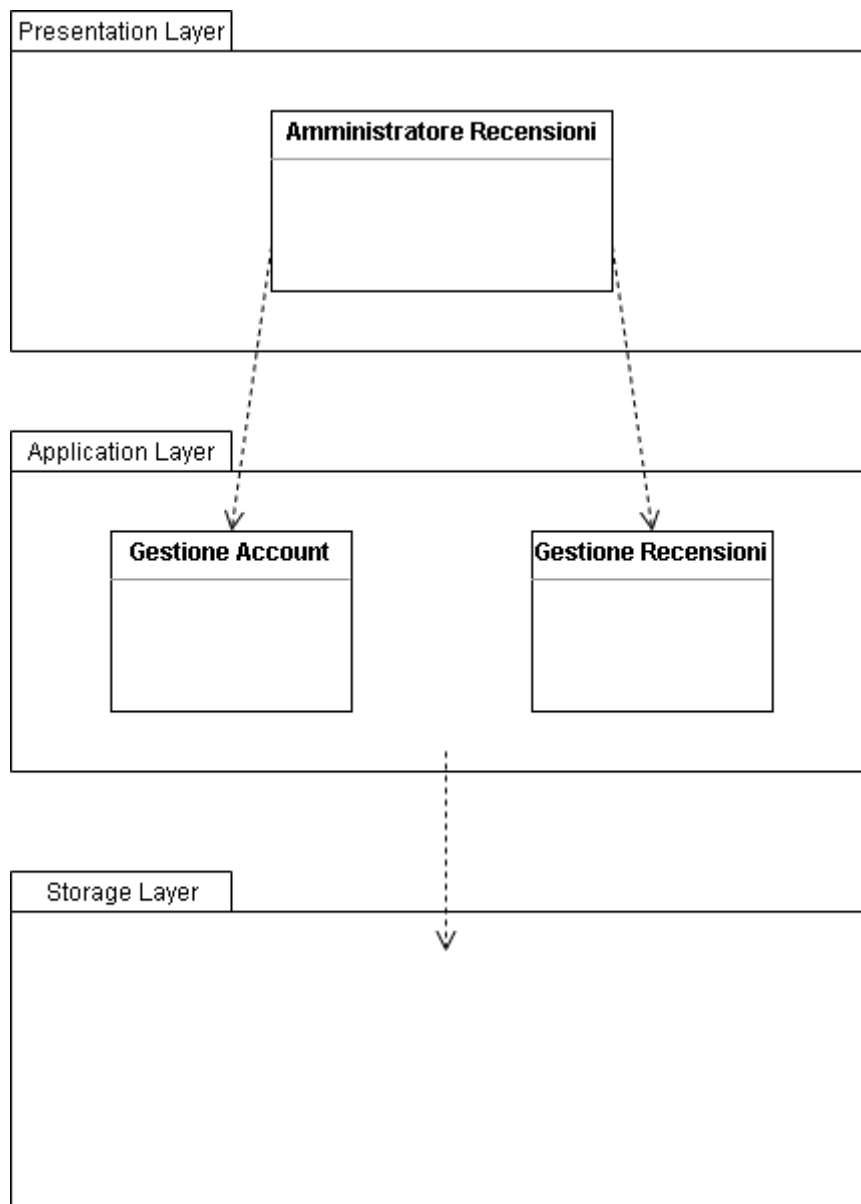 Presentation Layer
Amministratore Recensioni
Application Layer
Gestione Account
Gestione Recensioni
Storage Layer